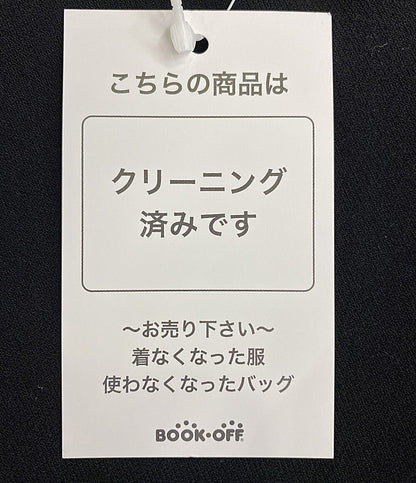 こちらの商品は
クリーニング
済みです
〜お売り下さい〜
着なくなった服
使わなくなったバッグ
BOOK・OFF